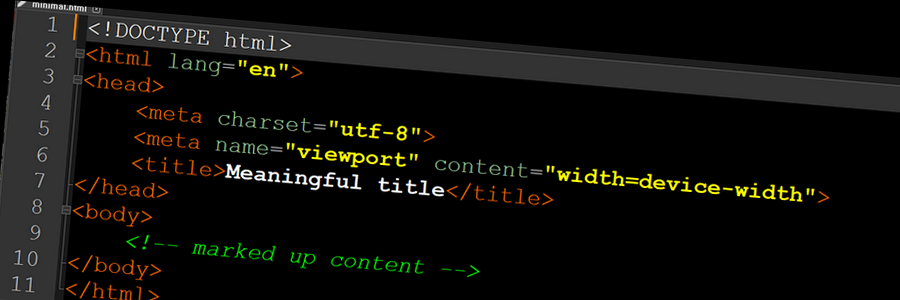 minimal.html
1 <!DOCTYPE html>
2 <html lang="en">
3 <head>
4 <meta charset="utf-8">
5 <meta name="viewport" content="width=device-width">
6 <title>Meaningful title</title>
7 </head>
8 <body>
9 <!-- marked up content -->
10 </body>
11 </html>